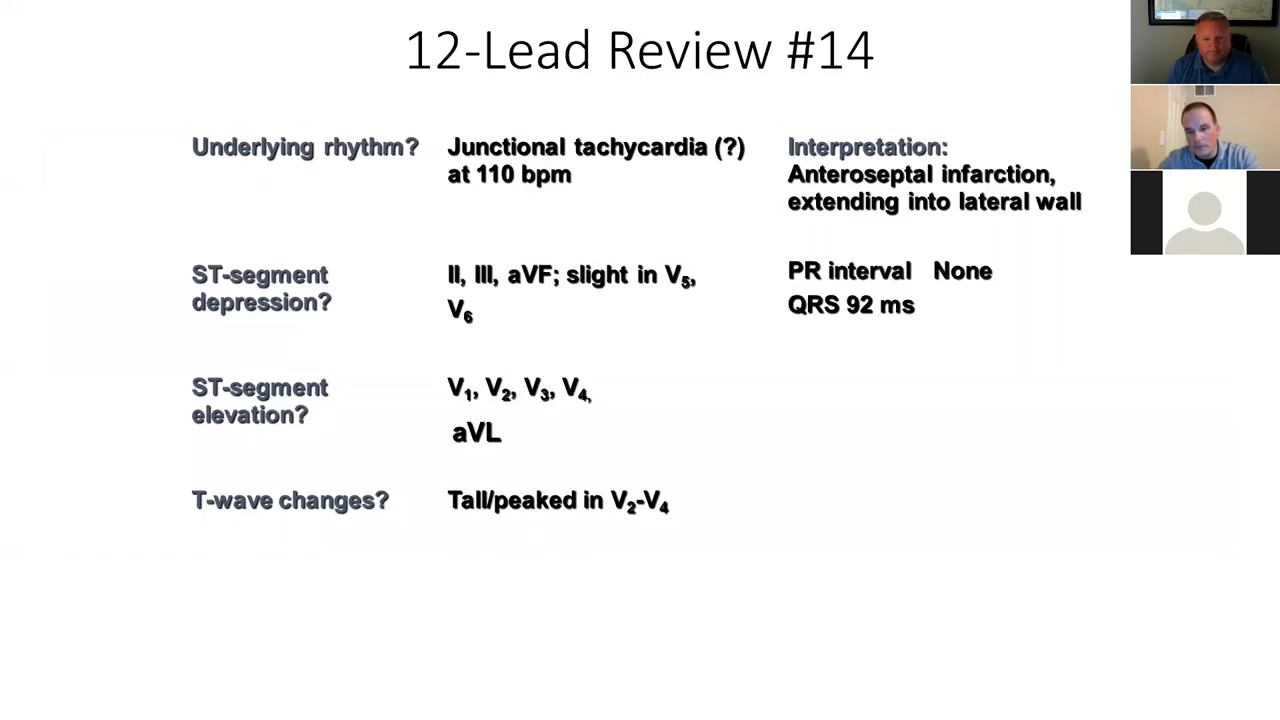 12-Lead Review #14
Underlying rhythm?
Junctional tachycardia (?)
at 110 bpm
Interpretation:
Anteroseptal infarction,
extending into lateral wall
ST-segment
depression?
II, III, aVF; slight in V5,
V6
PR interval None
QRS 92 ms
ST-segment
elevation?
V1, V2, V3, V4,
aVL
T-wave changes?
Tall/peaked in V2-V4